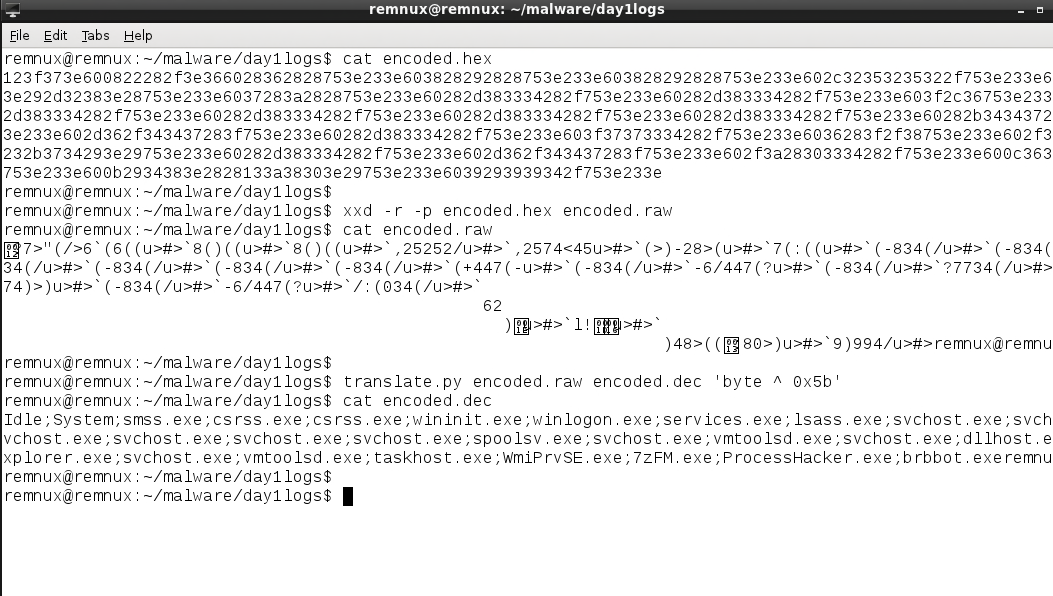 remnux@remnux: ~/malware/day1logs
File Edit Tabs Help
remnux@remnux:~/malware/day1logs$ cat encoded.hex
123f373e600822282f3e366028362828753e233e603828292828753e233e603828292828753e233e602c32353235322f753e233e6
3e292d32383e28753e233e6037283a2828753e233e60282d383334282f753e233e60282d383334282f753e233e603f2c36753e233
2d383334282f753e233e60282d383334282f753e233e60282d383334282f753e233e60282d383334282f753e233e60282b3434372
3e233e602d362f343437283f753e233e60282d383334282f753e233e603f37373334282f753e233e6036283f2f38753e233e602f3
232b3734293e29753e233e60282d383334282f753e233e602d362f343437283f753e233e602f3a28303334282f753e233e600c363
753e233e600b2934383e2828133a38303e29753e233e6039293939342f753e233e
remnux@remnux:~/malware/day1logs$
remnux@remnux:~/malware/day1logs$ xxd -r -p encoded.hex encoded.raw
remnux@remnux:~/malware/day1logs$ cat encoded.raw
?7>"(/>6`(6((u>#>`8()((u>#>`8()((u>#>`,25252/u>#>`,2574<45u>#>`(>)-28>(u>#>`7(:((u>#>`(-834(/u>#>`(-834(
34(/u>#>`(-834(/u>#>`(-834(/u>#>`(-834(/u>#>`(+447(-u>#>`(-834(/u>#>`-6/447(?u>#>`(-834(/u>#>`?7734(/u>#>
74)>)u>#>`(-834(/u>#>`-6/447(?u>#>`/:(034(/u>#>`
62
)u>#>`l!u>#>`
)48>((80>)u>#>`9)994/u>#>remnux@remnu
remnux@remnux:~/malware/day1logs$
remnux@remnux:~/malware/day1logs$ translate.py encoded.raw encoded.dec 'byte ^ 0x5b'
remnux@remnux:~/malware/day1logs$ cat encoded.dec
Idle;System;smss.exe;csrss.exe;csrss.exe;wininit.exe;winlogon.exe;services.exe;lsass.exe;svchost.exe;svch
vchost.exe;svchost.exe;svchost.exe;svchost.exe;spoolsv.exe;svchost.exe;vmtoolsd.exe;svchost.exe;dllhost.e
xplorer.exe;svchost.exe;vmtoolsd.exe;taskhost.exe;WmiPrvSE.exe;7zFM.exe;ProcessHacker.exe;brbbot.exeremnu
remnux@remnux:~/malware/day1logs$
remnux@remnux:~/malware/day1logs$